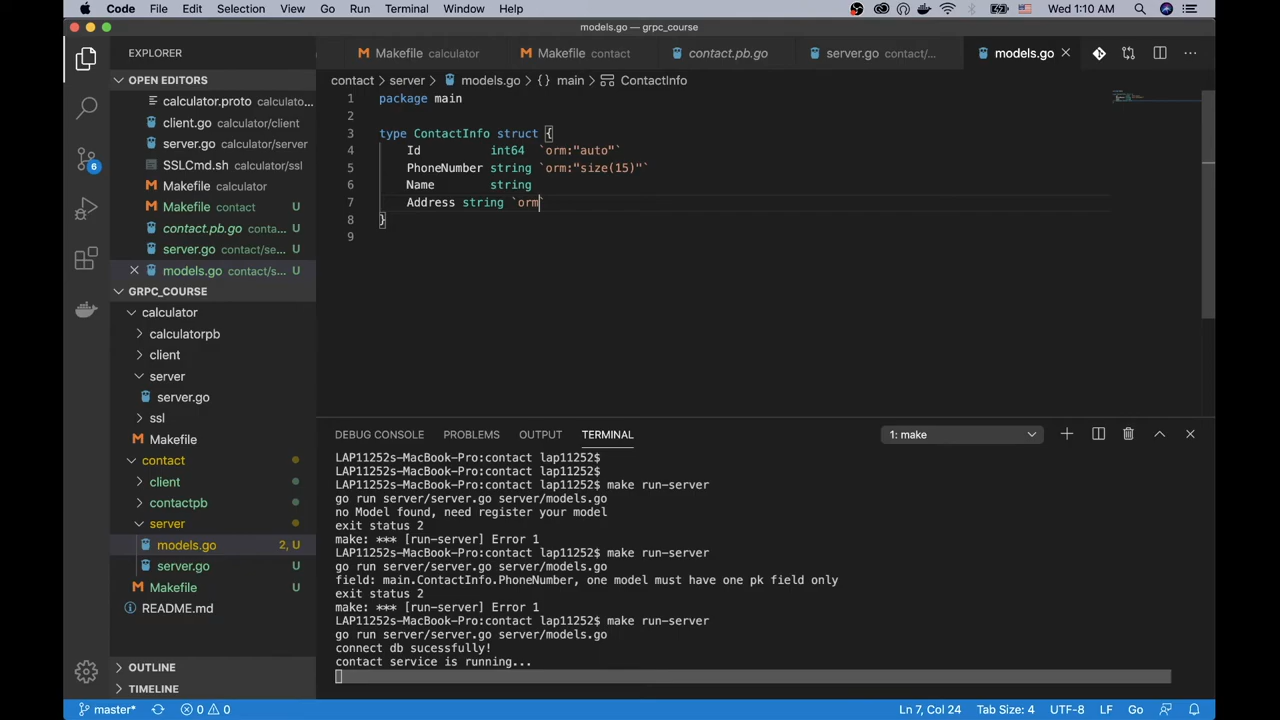 Code File Edit Selection View Go Run Terminal Window Help Wed 1:10 AM
models.go — grpc_course
EXPLORER
Makefile calculator
Makefile contact
contact.pb.go
server.go contact/...
models.go
OPEN EDITORS
calculator.proto calculato...
client.go calculator/client
server.go calculator/server
SSLCmd.sh calculator/ssl
Makefile calculator
Makefile contact U
contact.pb.go contact/... U
server.go contact/se... U
models.go contact/s... U
GRPC_COURSE
calculator
calculatorpb
client
server
server.go
ssl
Makefile
contact
client
contactpb
server
models.go 2, U
server.go U
Makefile U
README.md
OUTLINE
TIMELINE
6
contact > server > models.go > {} main > ContactInfo
1 package main
2
3 type ContactInfo struct {
4 Id int64 `orm:"auto"`
5 PhoneNumber string `orm:"size(15)"`
6 Name string
7 Address string `orm`
8 }
9
DEBUG CONSOLE PROBLEMS OUTPUT TERMINAL 1: make
LAP11252s-MacBook-Pro:contact lap11252$
LAP11252s-MacBook-Pro:contact lap11252$
LAP11252s-MacBook-Pro:contact lap11252$ make run-server
go run server/server.go server/models.go
no Model found, need register your model
exit status 2
make: *** [run-server] Error 1
LAP11252s-MacBook-Pro:contact lap11252$ make run-server
go run server/server.go server/models.go
field: main.ContactInfo.PhoneNumber, one model must have one pk field only
exit status 2
make: *** [run-server] Error 1
LAP11252s-MacBook-Pro:contact lap11252$ make run-server
go run server/server.go server/models.go
connect db sucessfully!
contact service is running...
master* 0 0 Ln 7, Col 24 Tab Size: 4 UTF-8 LF Go